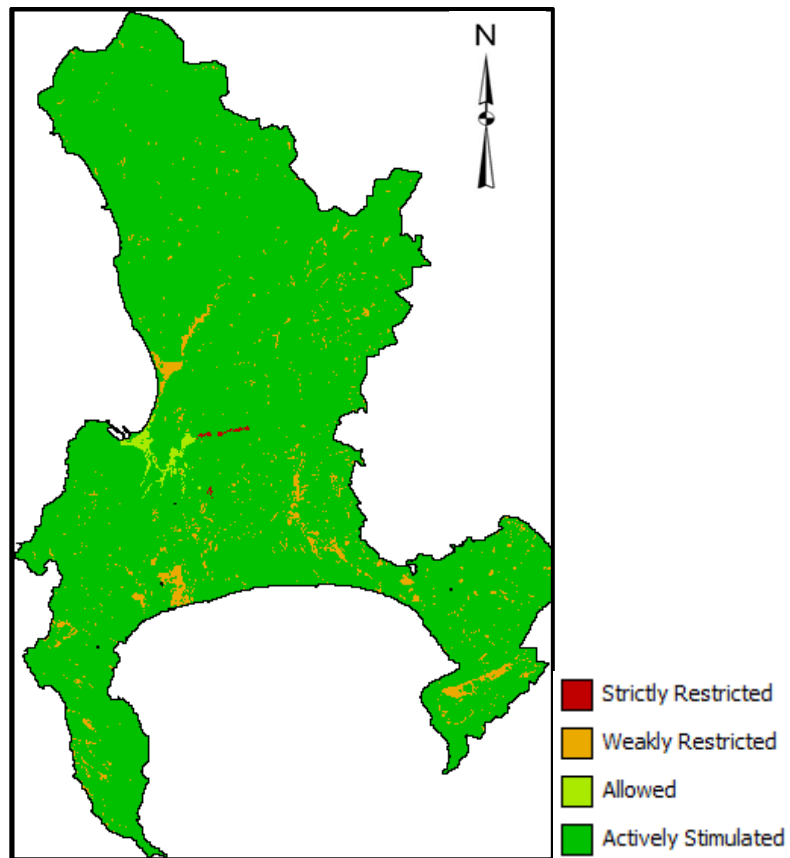 N
Strictly Restricted
Weakly Restricted
Allowed
Actively Stimulated